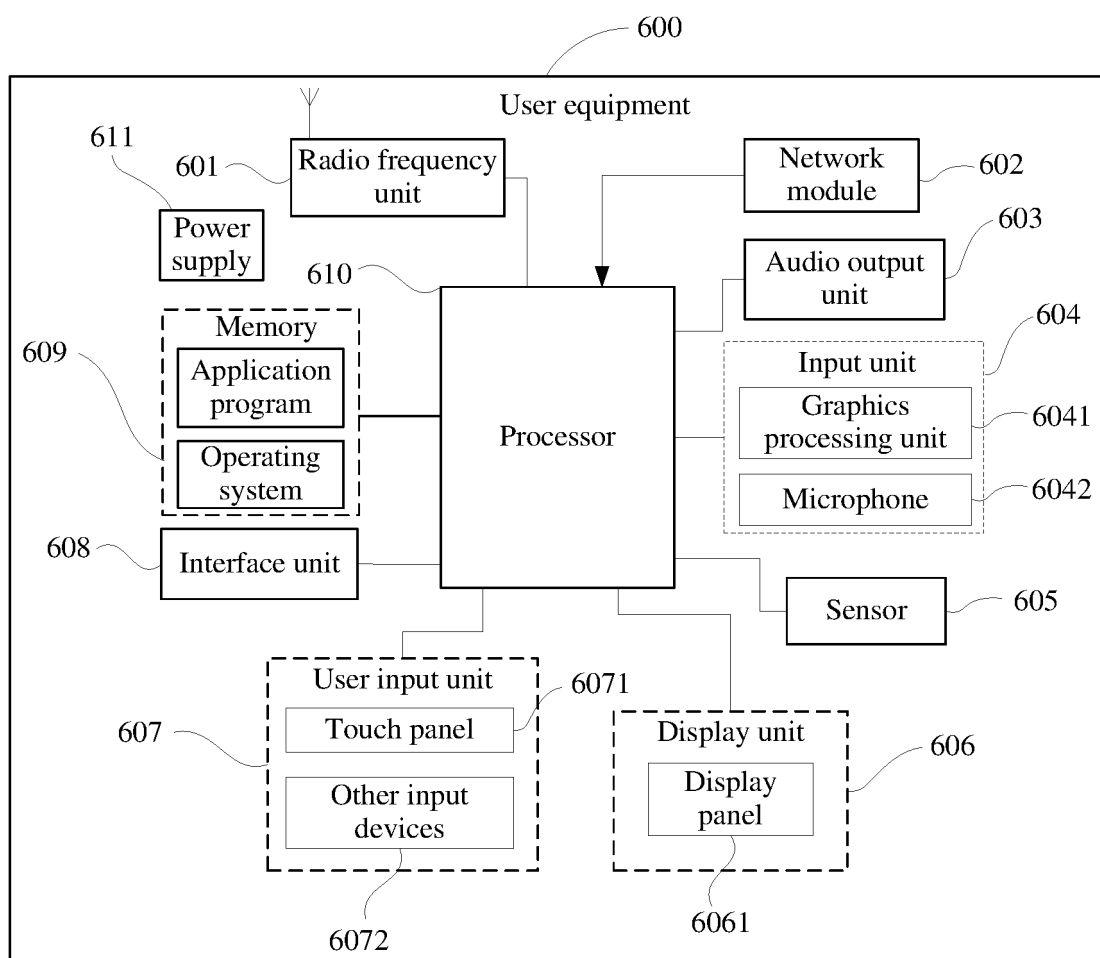 600
User equipment
611
601
Radio frequency
unit
Network
module
602
Power
supply
603
Audio output
unit
610
604
Memory
609
Application
program
Operating
system
Input unit
Graphics
processing unit
6041
Microphone
6042
Processor
608
Interface unit
Sensor
605
User input unit
6071
Touch panel
607
Other input
devices
6072
Display unit
606
Display
panel
6061